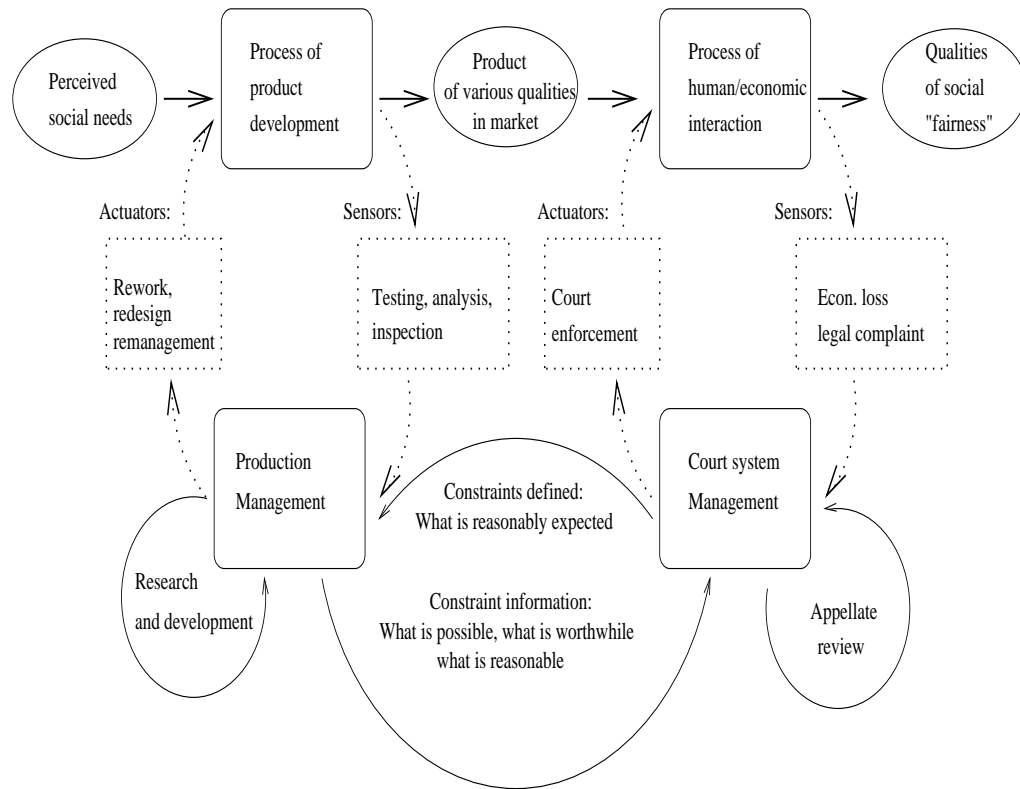 Perceived
social needs
Process of
product
development
Product
of various qualities
in market
Process of
human/economic
interaction
Qualities
of social
"fairness"
Actuators:
Sensors:
Actuators:
Sensors:
Rework,
redesign
remanagement
Testing, analysis,
inspection
Court
enforcement
Econ. loss
legal complaint
Production
Management
Constraints defined:
What is reasonably expected
Court system
Management
Research
and development
Constraint information:
What is possible, what is worthwhile
what is reasonable
Appellate
review